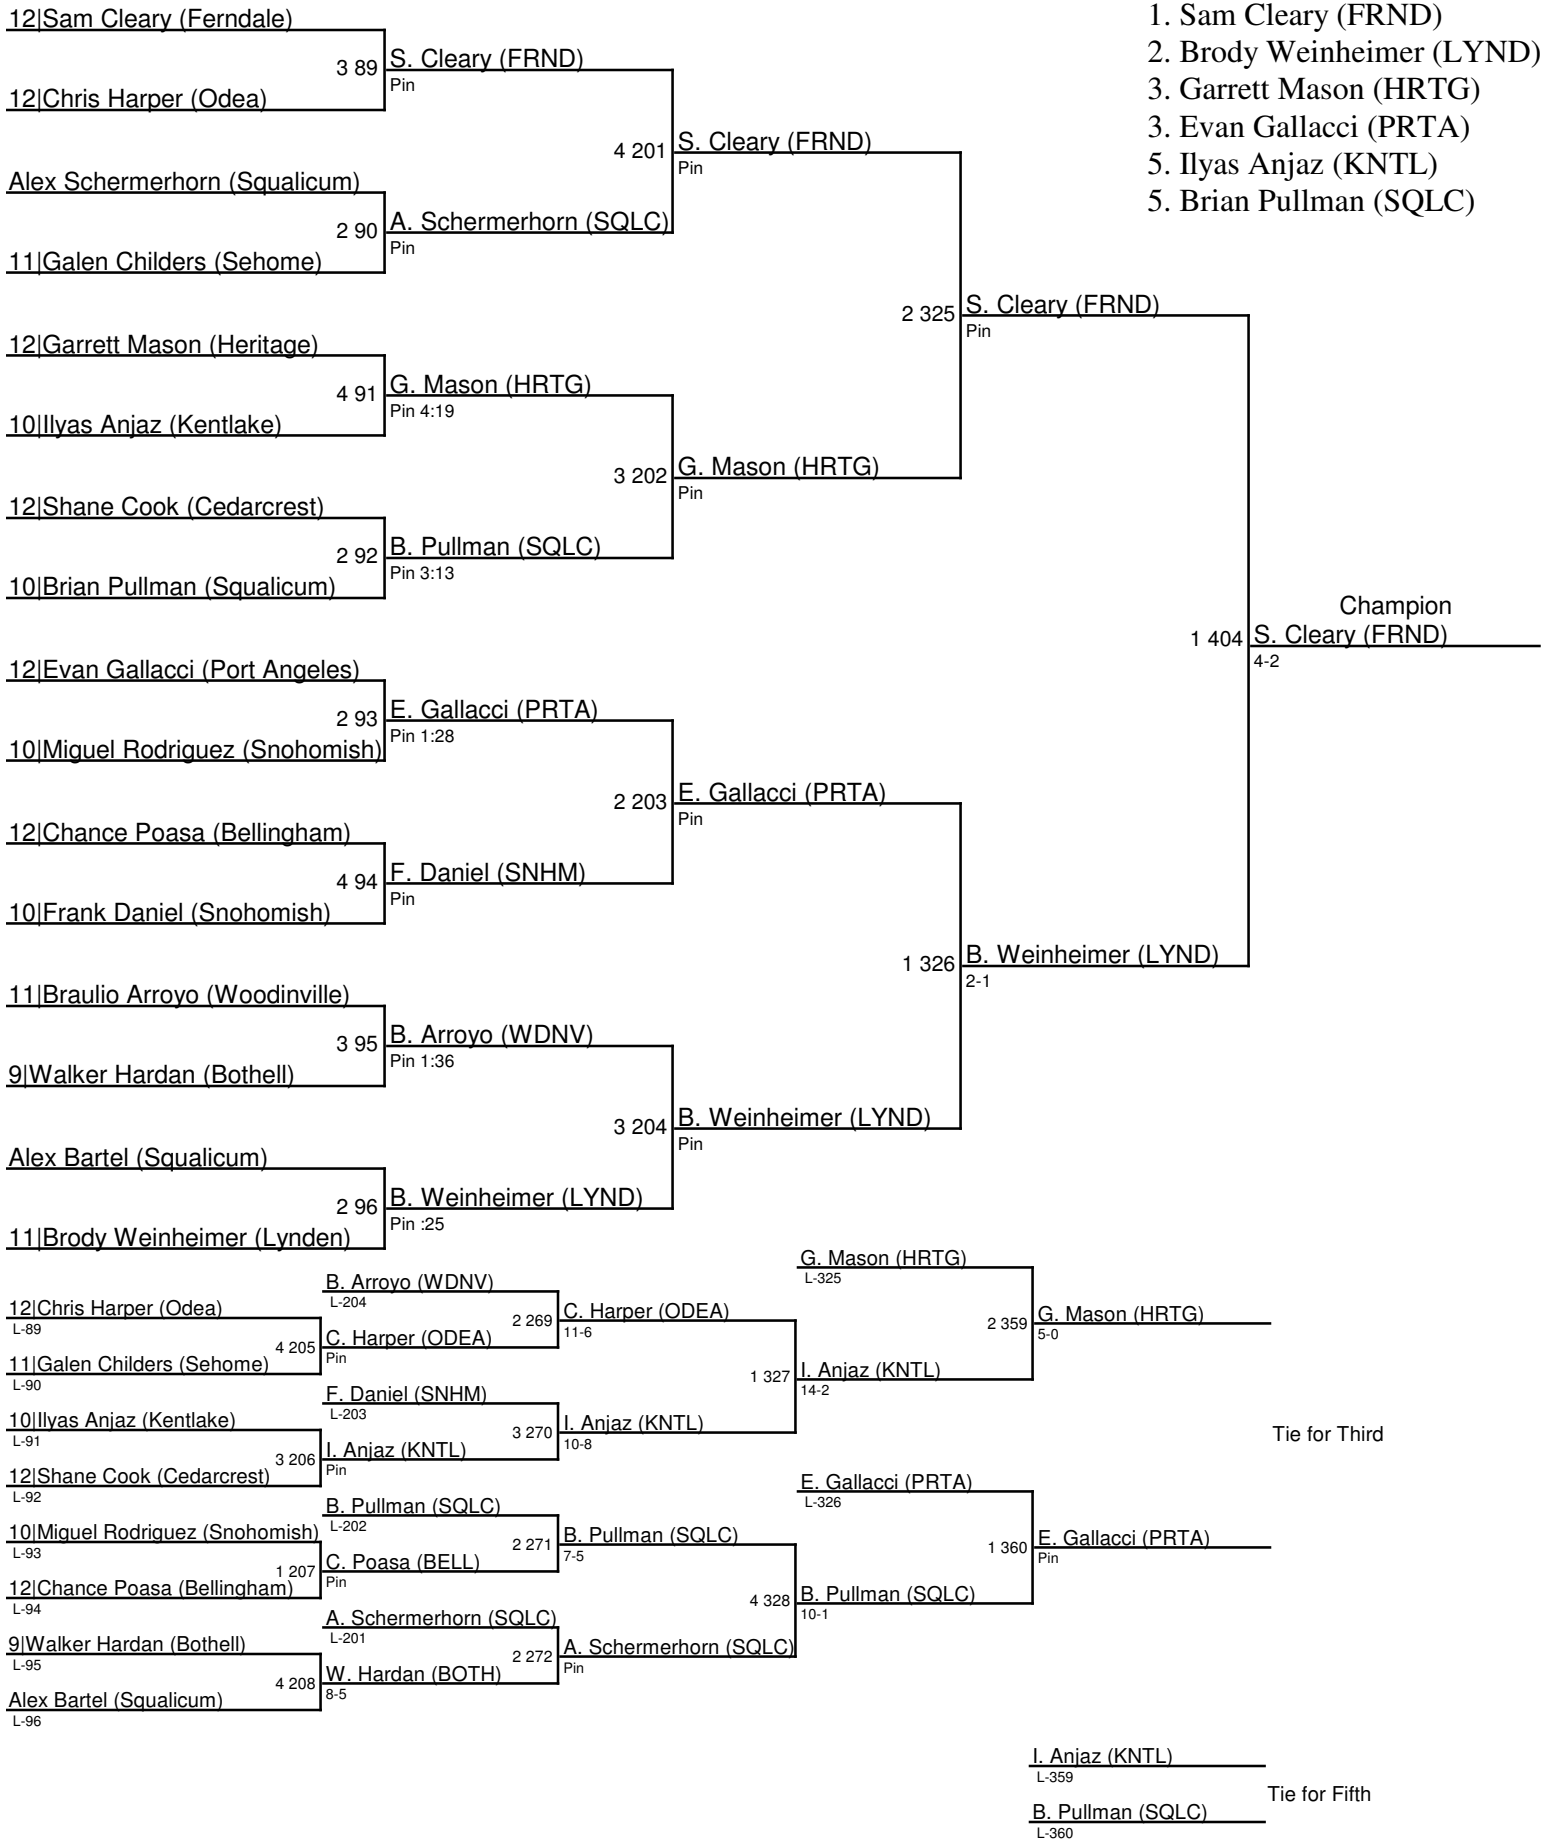 1. Sam Cleary (FRND)
2. Brody Weinheimer (LYND)
3. Garrett Mason (HRTG)
3. Evan Gallacci (PRTA)
5. Ilyas Anjaz (KNTL)
5. Brian Pullman (SQLC)
12|Sam Cleary (Ferndale)
3 89
S. Cleary (FRND)
Pin
12|Chris Harper (Odea)
4 201
S. Cleary (FRND)
Pin
Alex Schermerhorn (Squalicum)
2 90
A. Schermerhorn (SQLC)
Pin
11|Galen Childers (Sehome)
2 325
S. Cleary (FRND)
Pin
12|Garrett Mason (Heritage)
4 91
G. Mason (HRTG)
Pin 4:19
10|Ilyas Anjaz (Kentlake)
3 202
G. Mason (HRTG)
Pin
12|Shane Cook (Cedarcrest)
2 92
B. Pullman (SQLC)
Pin 3:13
10|Brian Pullman (Squalicum)
Champion
1 404
S. Cleary (FRND)
4-2
12|Evan Gallacci (Port Angeles)
2 93
E. Gallacci (PRTA)
Pin 1:28
10|Miguel Rodriguez (Snohomish)
2 203
E. Gallacci (PRTA)
Pin
12|Chance Poasa (Bellingham)
4 94
F. Daniel (SNHM)
Pin
10|Frank Daniel (Snohomish)
1 326
B. Weinheimer (LYND)
2-1
11|Braulio Arroyo (Woodinville)
3 95
B. Arroyo (WDNV)
Pin 1:36
9|Walker Hardan (Bothell)
3 204
B. Weinheimer (LYND)
Pin
Alex Bartel (Squalicum)
2 96
B. Weinheimer (LYND)
Pin :25
11|Brody Weinheimer (Lynden)
12|Chris Harper (Odea)
L-89
4 205
11|Galen Childers (Sehome)
L-90
10|Ilyas Anjaz (Kentlake)
L-91
3 206
12|Shane Cook (Cedarcrest)
L-92
10|Miguel Rodriguez (Snohomish)
L-93
1 207
12|Chance Poasa (Bellingham)
L-94
9|Walker Hardan (Bothell)
L-95
4 208
Alex Bartel (Squalicum)
L-96
B. Arroyo (WDNV)
L-204
2 269
C. Harper (ODEA)
Pin
F. Daniel (SNHM)
L-203
3 270
I. Anjaz (KNTL)
Pin
B. Pullman (SQLC)
L-202
2 271
C. Poasa (BELL)
Pin
A. Schermerhorn (SQLC)
L-201
2 272
W. Hardan (BOTH)
8-5
C. Harper (ODEA)
11-6
1 327
I. Anjaz (KNTL)
10-8
B. Pullman (SQLC)
7-5
4 328
A. Schermerhorn (SQLC)
Pin
G. Mason (HRTG)
L-325
2 359
I. Anjaz (KNTL)
14-2
E. Gallacci (PRTA)
L-326
1 360
B. Pullman (SQLC)
10-1
G. Mason (HRTG)
5-0
Tie for Third
E. Gallacci (PRTA)
Pin
I. Anjaz (KNTL)
L-359
Tie for Fifth
B. Pullman (SQLC)
L-360